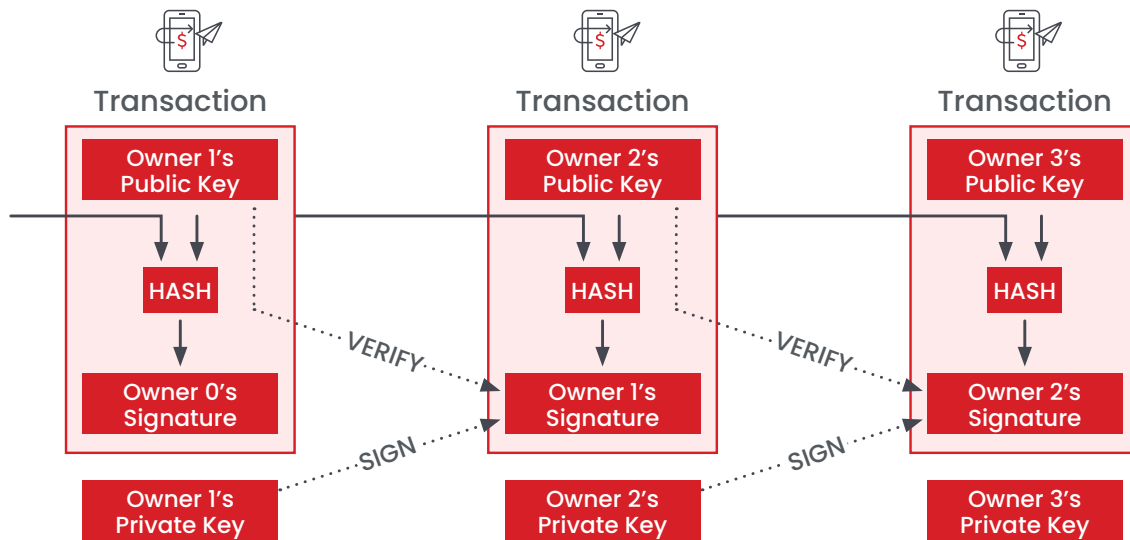 $
$
$
Transaction
Transaction
Transaction
Owner 1's
Public Key
Owner 2's
Public Key
Owner 3's
Public Key
HASH
HASH
HASH
VERIFY
VERIFY
Owner 0's
Signature
Owner 1's
Signature
Owner 2's
Signature
SIGN
SIGN
Owner 1's
Private Key
Owner 2's
Private Key
Owner 3's
Private Key